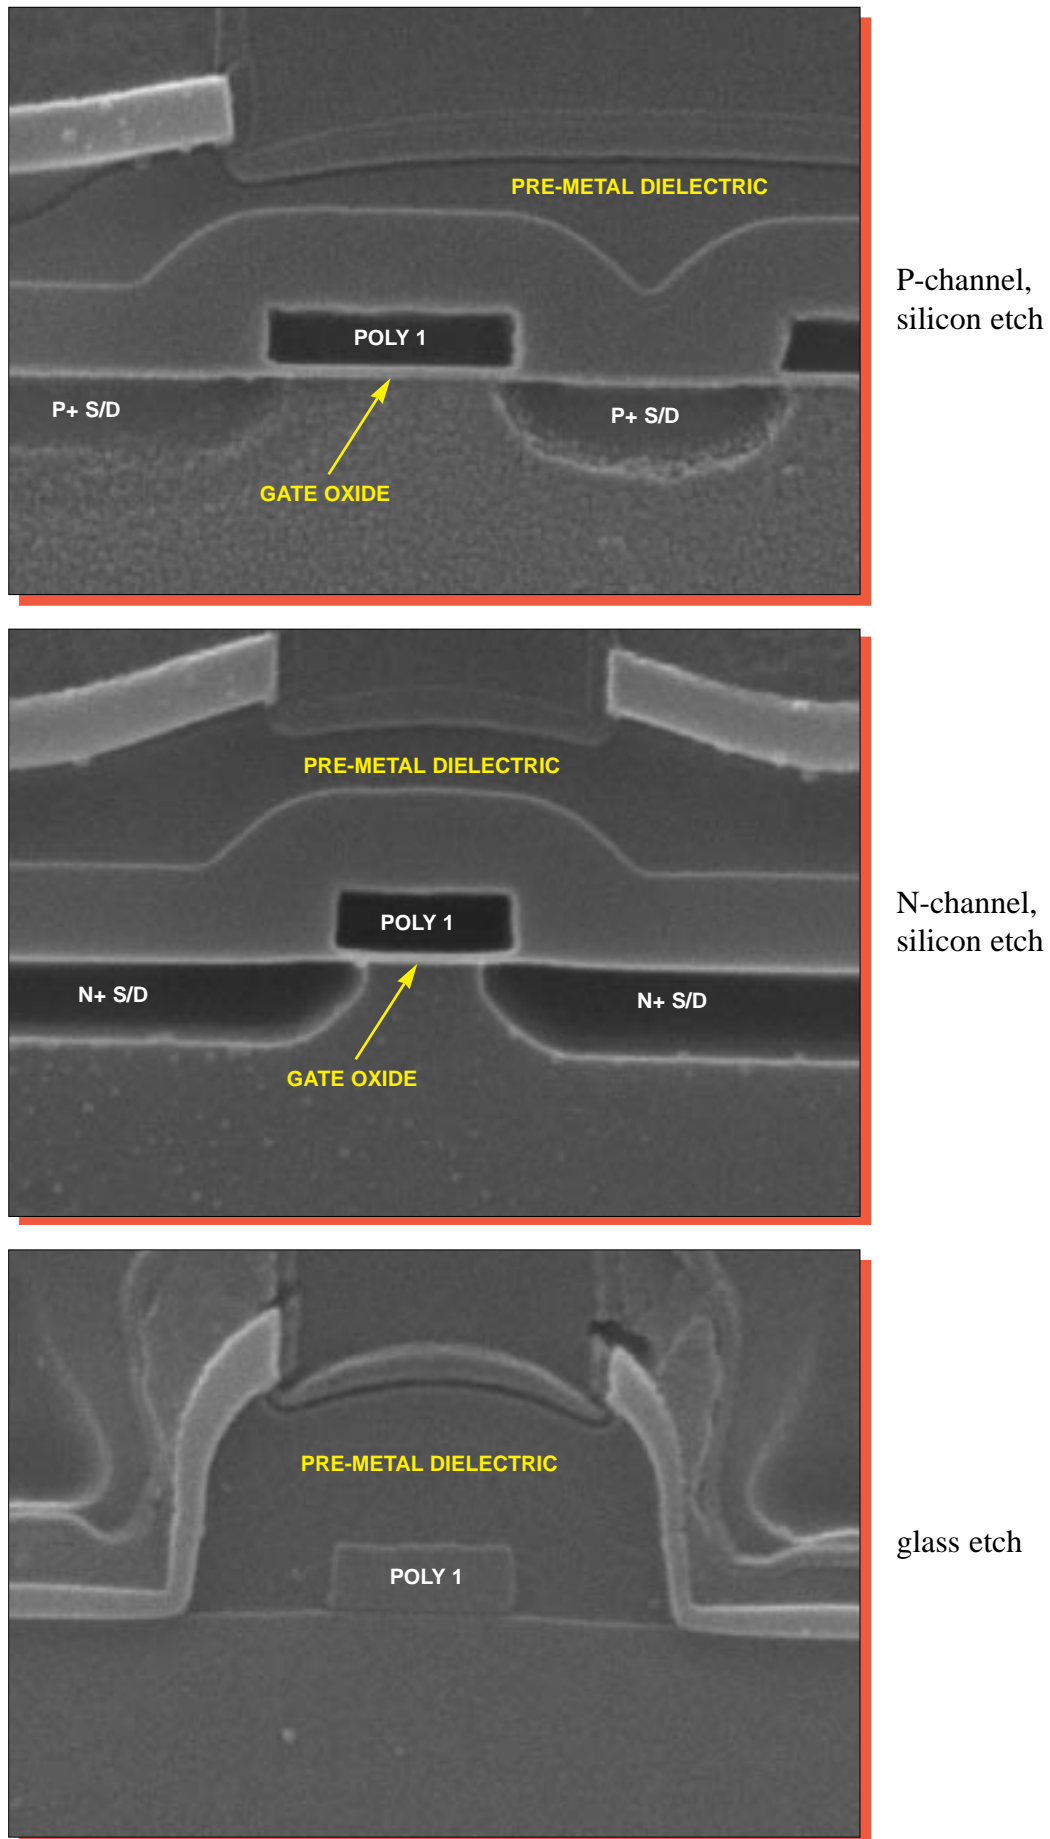 PRE-METAL DIELECTRIC
POLY 1
P+ S/D
P+ S/D
GATE OXIDE
P-channel,
silicon etch
PRE-METAL DIELECTRIC
POLY 1
N+ S/D
N+ S/D
GATE OXIDE
N-channel,
silicon etch
PRE-METAL DIELECTRIC
POLY 1
glass etch